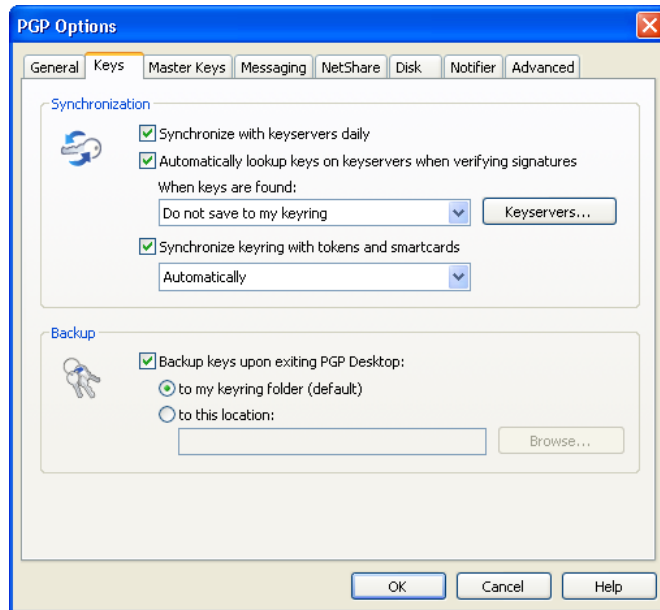 PGP Options
General Keys Master Keys Messaging NetShare Disk Notifier Advanced
Synchronization
Synchronize with keyservers daily
Automatically lookup keys on keyservers when verifying signatures
When keys are found:
Do not save to my keyring Keyservers...
Synchronize keyring with tokens and smartcards
Automatically
Backup
Backup keys upon exiting PGP Desktop:
to my keyring folder (default)
to this location:
Browse...
OK Cancel Help